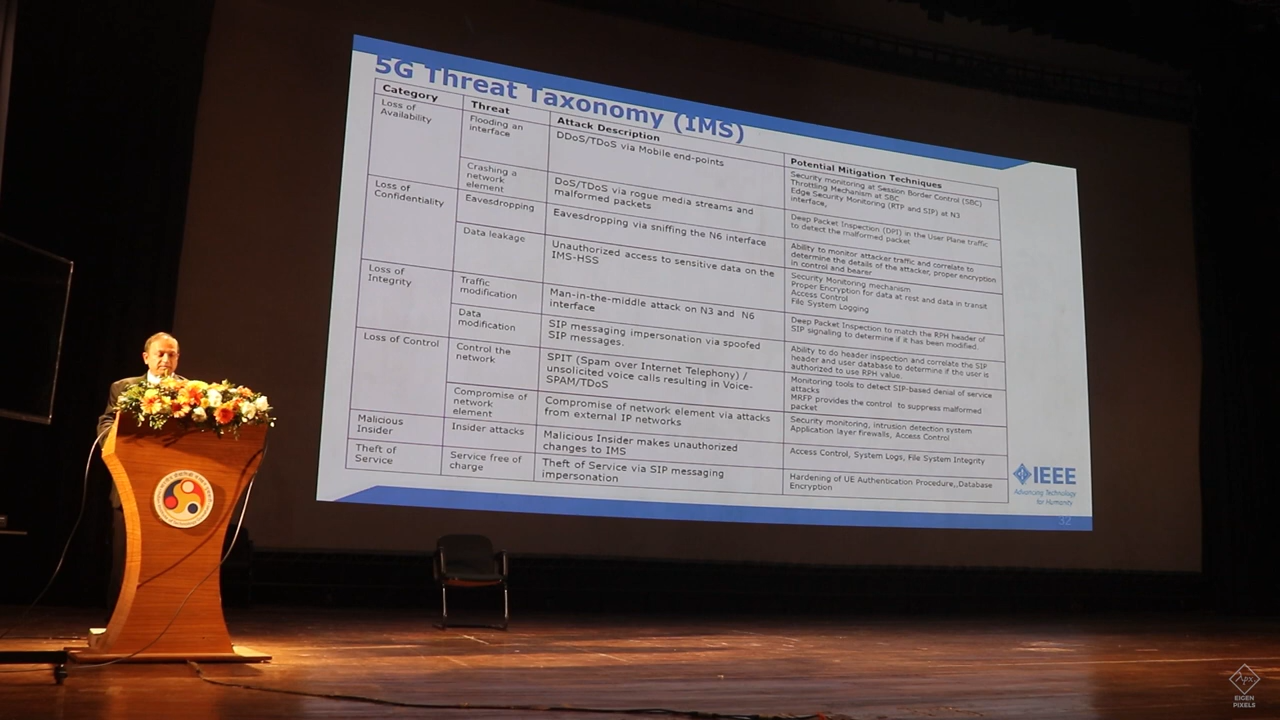 5G Threat Taxonomy (IMS)
Category
Threat
Attack Description
Potential Mitigation Techniques
Loss of
Availability
Flooding an
interface
DDoS/TDoS via Mobile end-points
Security monitoring at Session Border Control (SBC)
Throttling Mechanism at SBC
Edge Security Monitoring (RTP and SIP) at N3
interface,
Crashing a
network
element
DoS/TDoS via rogue media streams and
malformed packets
Deep Packet Inspection (DPI) in the User Plane traffic
to detect the malformed packet
Loss of
Confidentiality
Eavesdropping
Eavesdropping via sniffing the N6 interface
Ability to monitor attacker traffic and correlate to
determine the details of the attacker, proper encryption
in control and bearer
Data leakage
Unauthorized access to sensitive data on the
IMS-HSS
Security Monitoring mechanism
Proper Encryption for data at rest and data in transit
Access Control
File System Logging
Loss of
Integrity
Traffic
modification
Man-in-the-middle attack on N3 and N6
interface
Deep Packet Inspection to match the RPH header of
SIP signaling to determine if it has been modified.
Data
modification
SIP messaging impersonation via spoofed
SIP messages.
Ability to do header inspection and correlate the SIP
header and user database to determine if the user is
authorized to use RPH value.
Loss of Control
Control the
network
SPIT (Spam over Internet Telephony) /
unsolicited voice calls resulting in Voice-
SPAM/TDoS
Monitoring tools to detect SIP-based denial of service
attacks
MRFP provides the control to suppress malformed
packet
Compromise of
network
element
Compromise of network element via attacks
from external IP networks
Security monitoring, intrusion detection system
Application layer firewalls, Access Control
Malicious
Insider
Insider attacks
Malicious Insider makes unauthorized
changes to IMS
Access Control, System Logs, File System Integrity
Theft of
Service
Service free of
charge
Theft of Service via SIP messaging
impersonation
Hardening of UE Authentication Procedure,,Database
Encryption
IEEE
Advancing Technology
for Humanity
32
Apx.
EIGEN
PIXELS